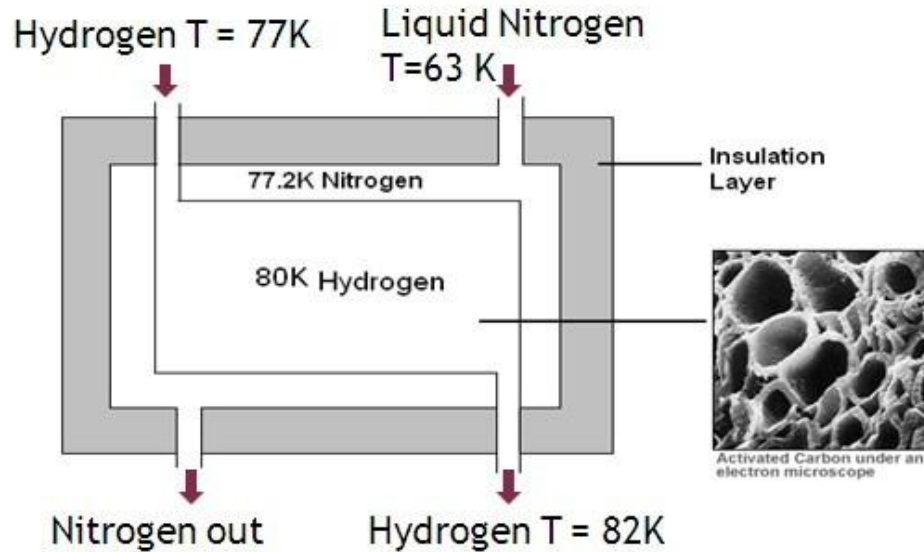 Hydrogen T = 77K
Liquid Nitrogen
T=63 K
Insulation
Layer
77.2K Nitrogen
80K Hydrogen
Activated Carbon under an
electron microscope
Nitrogen out
Hydrogen T = 82K